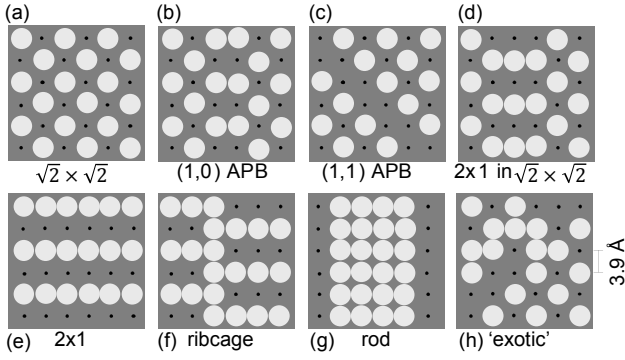 (a) (b) (c) (d)
√2 × √2 (1,0) APB (1,1) APB 2x1 in √2 × √2
3.9 Å
2x1 ribcage rod 'exotic'
(e) (f) (g) (h)